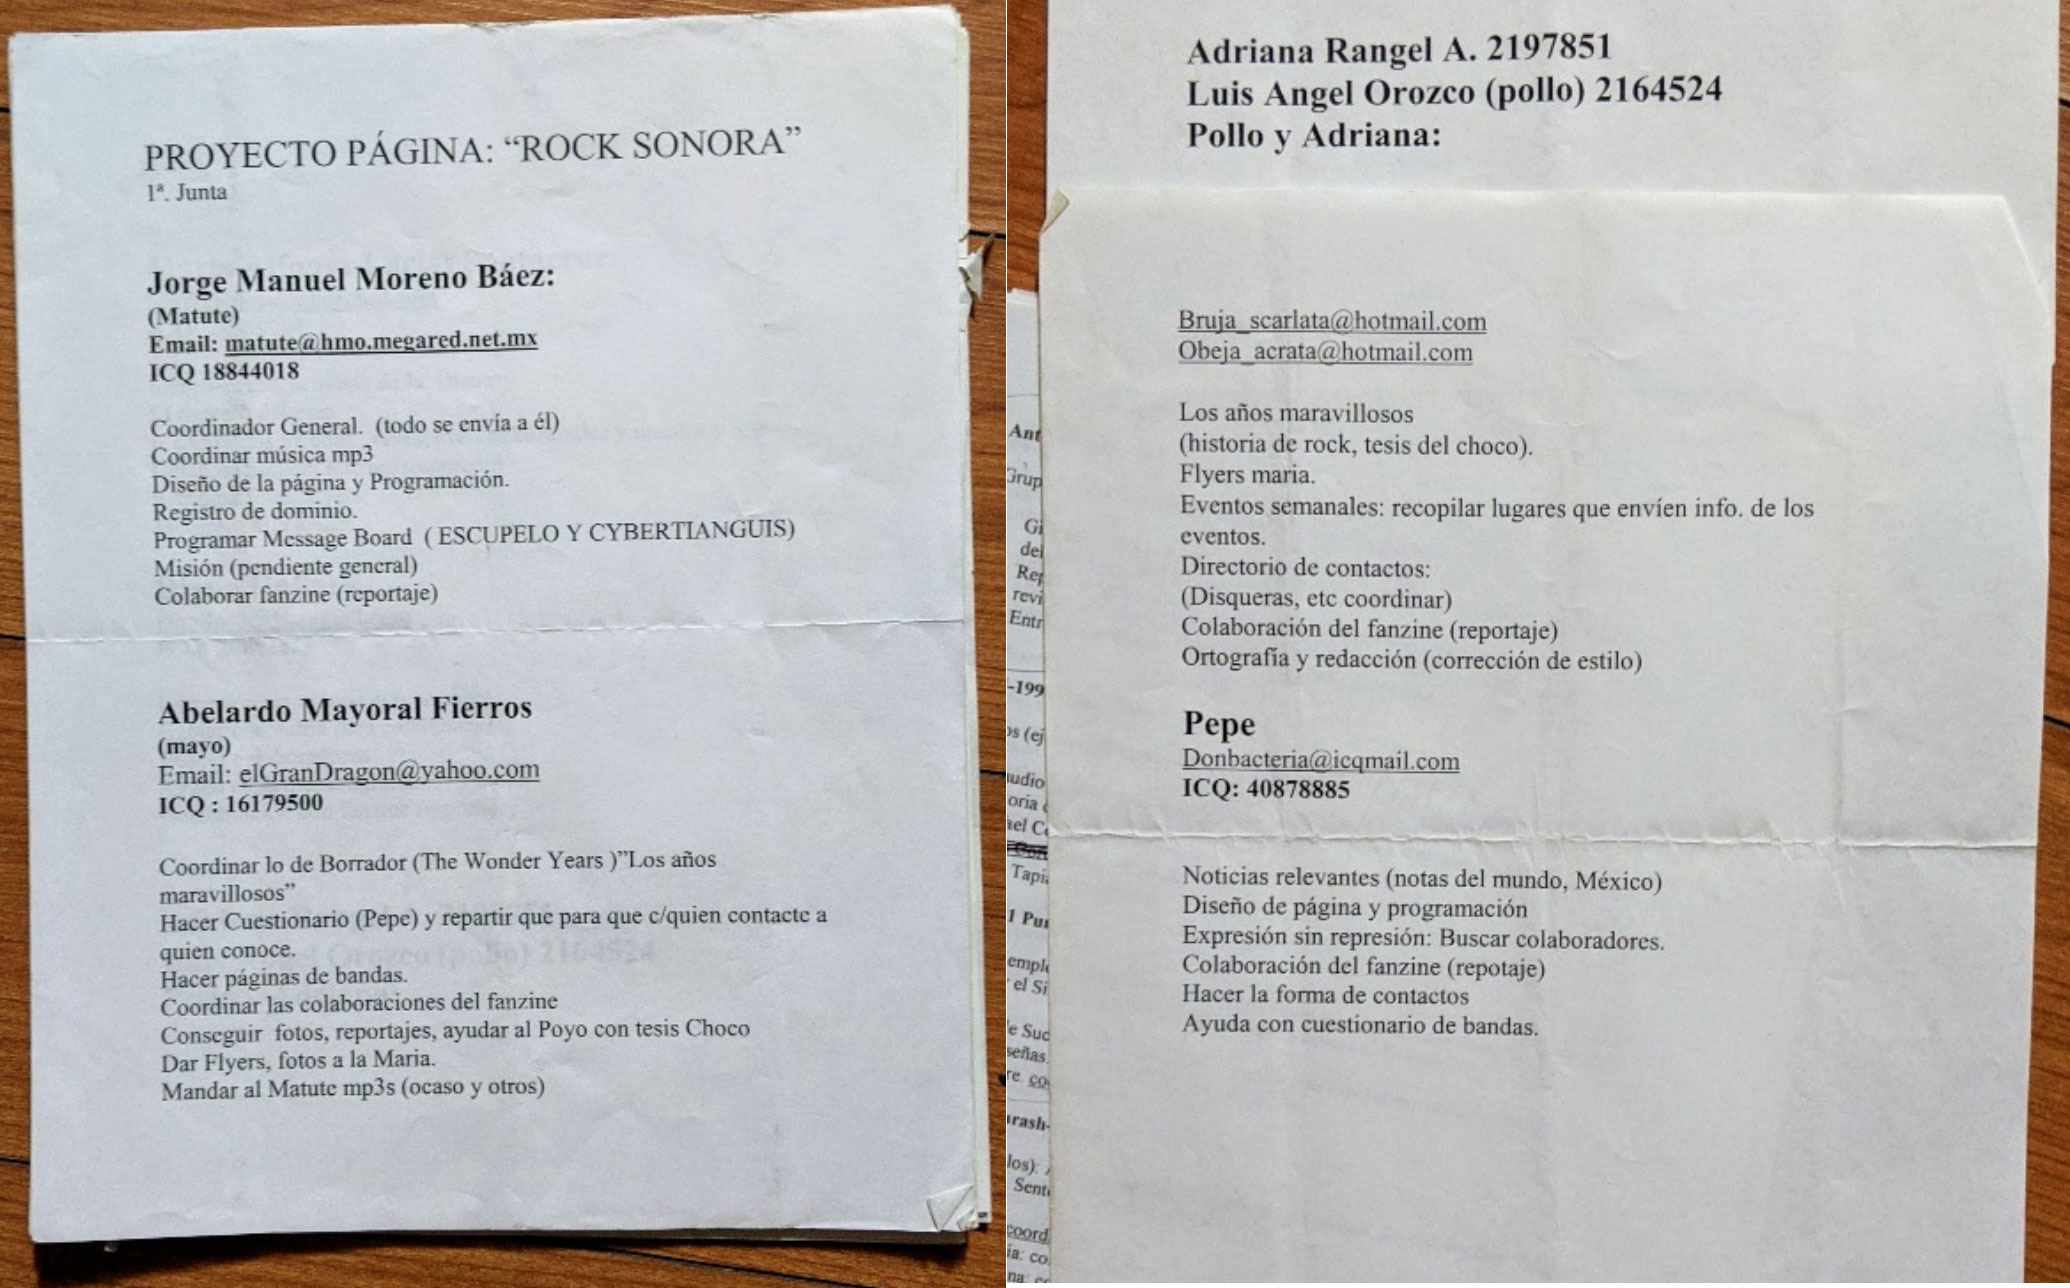 PROYECTO PÁGINA: “ROCK SONORA”
1ª. Junta
Jorge Manuel Moreno Báez:
(Matute)
Email: matute@hmo.megared.net.mx
ICQ 18844018
Coordinador General. (todo se envía a él)
Coordinar música mp3
Diseño de la página y Programación.
Registro de dominio.
Programar Message Board ( ESCUPELO Y CYBERTIANGUIS)
Misión (pendiente general)
Colaborar fanzine (reportaje)
Abelardo Mayoral Fierros
(mayo)
Email: elGranDragon@yahoo.com
ICQ : 16179500
Coordinar lo de Borrador (The Wonder Years )”Los años
maravillosos”
Hacer Cuestionario (Pepe) y repartir que para que c/quien contacte a
quien conoce.
Hacer páginas de bandas.
Coordinar las colaboraciones del fanzine
Conseguir fotos, reportajes, ayudar al Poyo con tesis Choco
Dar Flyers, fotos a la Maria.
Mandar al Matute mp3s (ocaso y otros)
Adriana Rangel A. 2197851
Luis Angel Orozco (pollo) 2164524
Pollo y Adriana:
Bruja_scarlata@hotmail.com
Obeja_acrata@hotmail.com
Los años maravillosos
(historia de rock, tesis del choco).
Flyers maria.
Eventos semanales: recopilar lugares que envíen info. de los
eventos.
Directorio de contactos:
(Disqueras, etc coordinar)
Colaboración del fanzine (reportaje)
Ortografía y redacción (corrección de estilo)
Pepe
Donbacteria@icqmail.com
ICQ: 40878885
Noticias relevantes (notas del mundo, México)
Diseño de página y programación
Expresión sin represión: Buscar colaboradores.
Colaboración del fanzine (repotaje)
Hacer la forma de contactos
Ayuda con cuestionario de bandas.